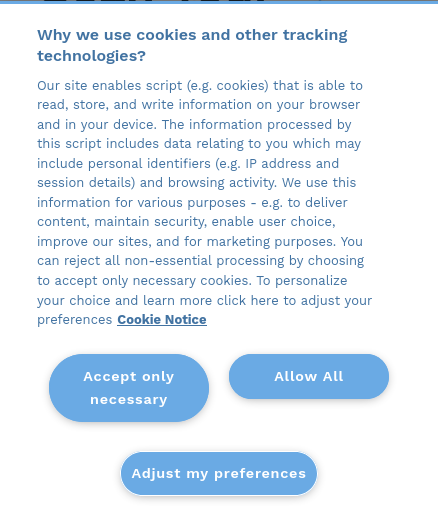 Why we use cookies and other tracking
technologies?
Our site enables script (e.g. cookies) that is able to
read, store, and write information on your browser
and in your device. The information processed by
this script includes data relating to you which may
include personal identifiers (e.g. IP address and
session details) and browsing activity. We use this
information for various purposes - e.g. to deliver
content, maintain security, enable user choice,
improve our sites, and for marketing purposes. You
can reject all non-essential processing by choosing
to accept only necessary cookies. To personalize
your choice and learn more click here to adjust your
preferences Cookie Notice
Accept only
necessary
Allow All
Adjust my preferences